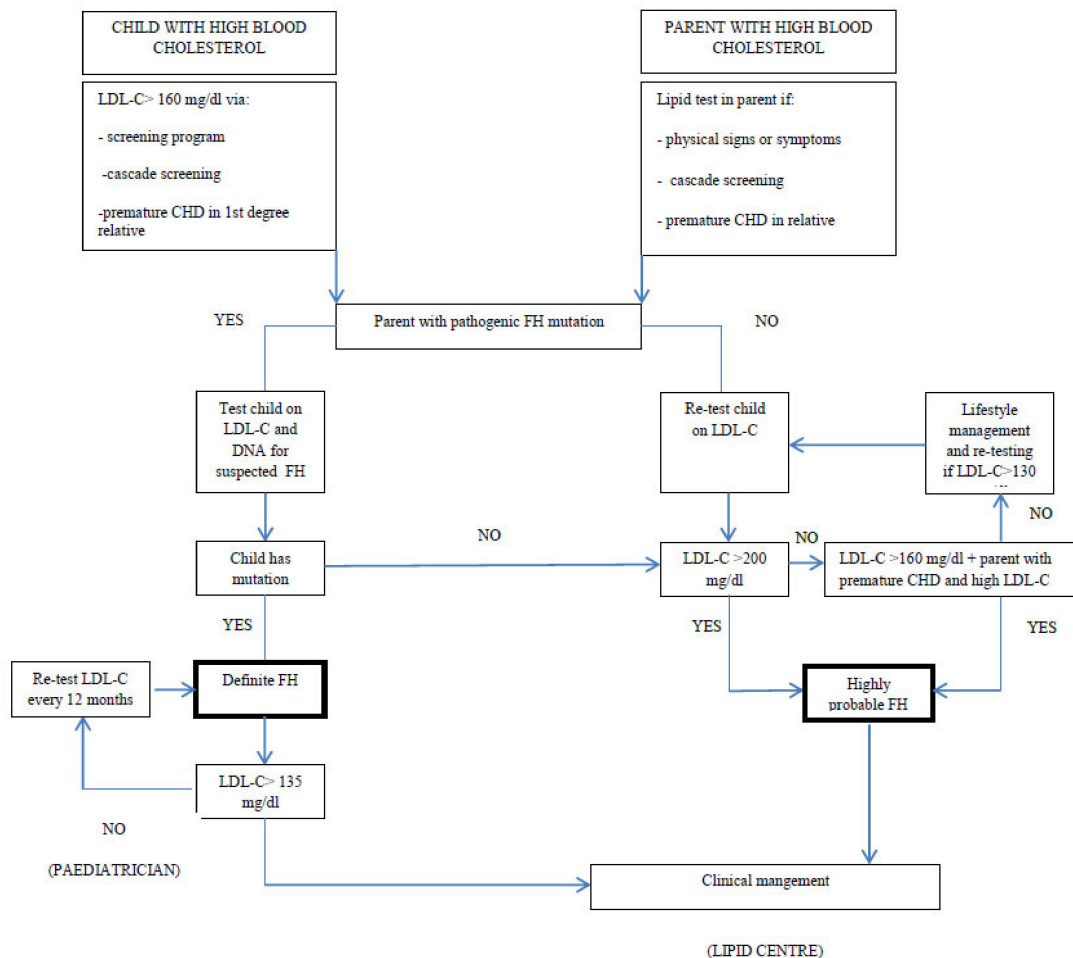 CHILD WITH HIGH BLOOD
CHOLESTEROL
PARENT WITH HIGH BLOOD
CHOLESTEROL
LDL-C> 160 mg/dl via:
- screening program
-cascade screening
-premature CHD in 1st degree
relative
Lipid test in parent if:
- physical signs or symptoms
- cascade screening
- premature CHD in relative
YES
Parent with pathogenic FH mutation
NO
Test child on
LDL-C and
DNA for
suspected FH
Re-test child
on LDL-C
Lifestyle
management
and re-testing
if LDL-C>130
NO
NO
NO
Child has
mutation
LDL-C >200
mg/dl
LDL-C >160 mg/dl + parent with
premature CHD and high LDL-C
YES
YES
YES
Re-test LDL-C
every 12 months
Definite FH
Highly
probable FH
LDL-C> 135
mg/dl
NO
(PAEDIATRICIAN)
Clinical mangement
(LIPID CENTRE)